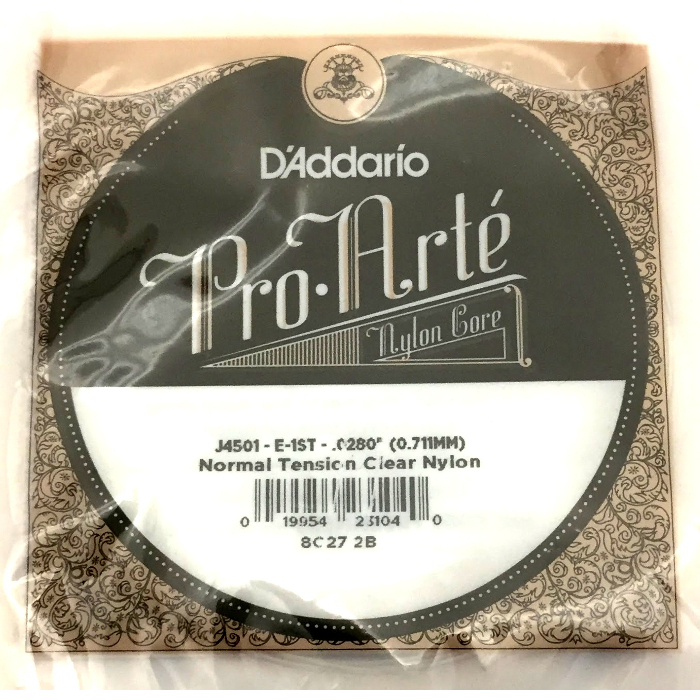 D'Addario
Pro·Arté
Nylon Core
J4501 - E-1ST - .0280" (0.711MM)
Normal Tension Clear Nylon
0 19954 23104 0
8C27 2B